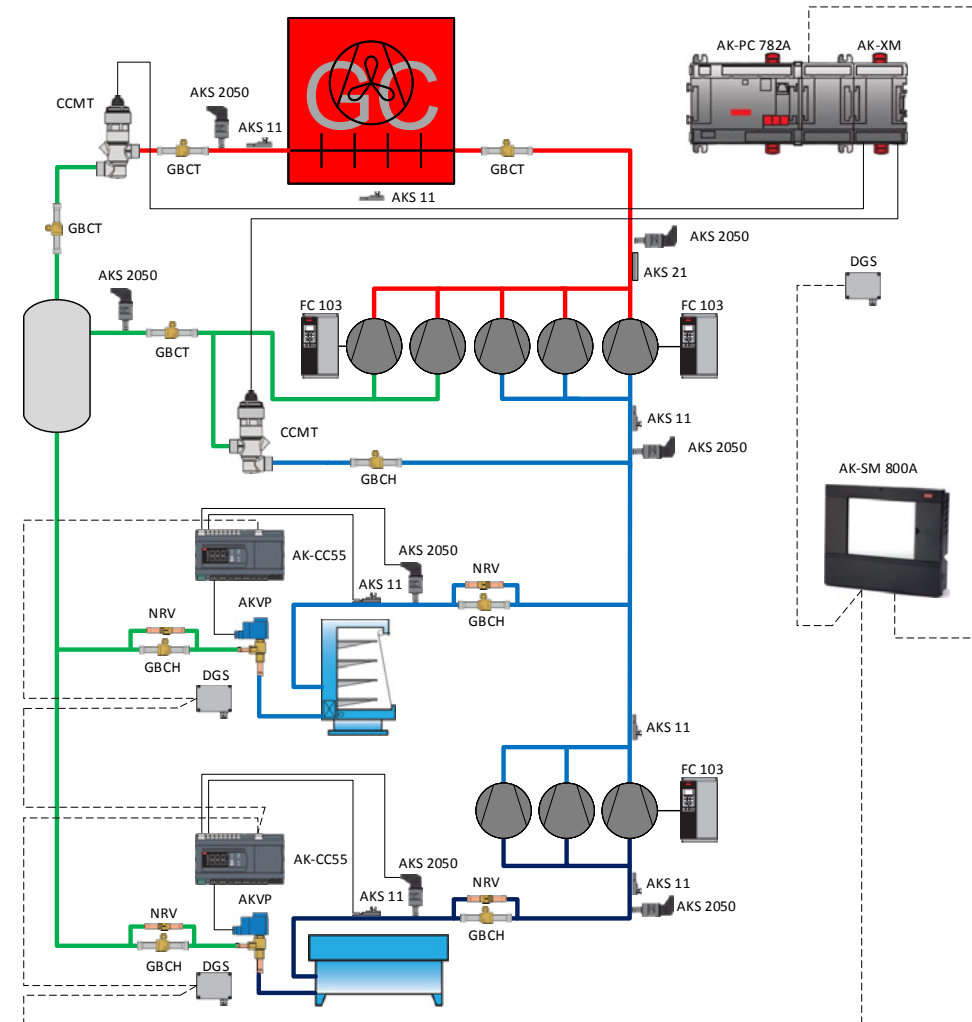 AK-PC 782A
AK-XM
CCMT
AKS 2050
AKS 11
GC
GBCT
GBCT
AKS 11
GBCT
AKS 2050
AKS 21
DGS
AKS 2050
FC 103
FC 103
GBCT
CCMT
AKS 11
AKS 2050
GBCH
AK-SM 800A
AK-CC55
AKS 2050
AKS 11
NRV
GBCH
NRV
AKVP
GBCH
DGS
AKS 11
FC 103
AK-CC55
AKS 2050
AKS 11
NRV
GBCH
AKS 11
AKS 2050
NRV
AKVP
GBCH
DGS